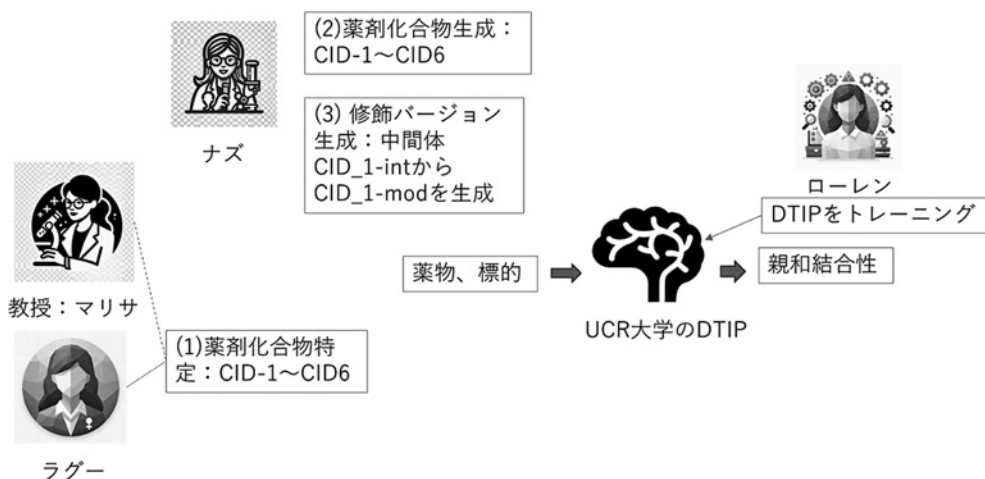 (2)薬剤化合物生成：
CID-1～CID6
(3) 修飾バージョン
生成：中間体
CID_1-intから
CID_1-modを生成
ナズ
教授：マリサ
(1)薬剤化合物特
定：CID-1～CID6
ラグー
ローレン
DTIPをトレーニング
薬物、標的
親和結合性
UCR大学のDTIP